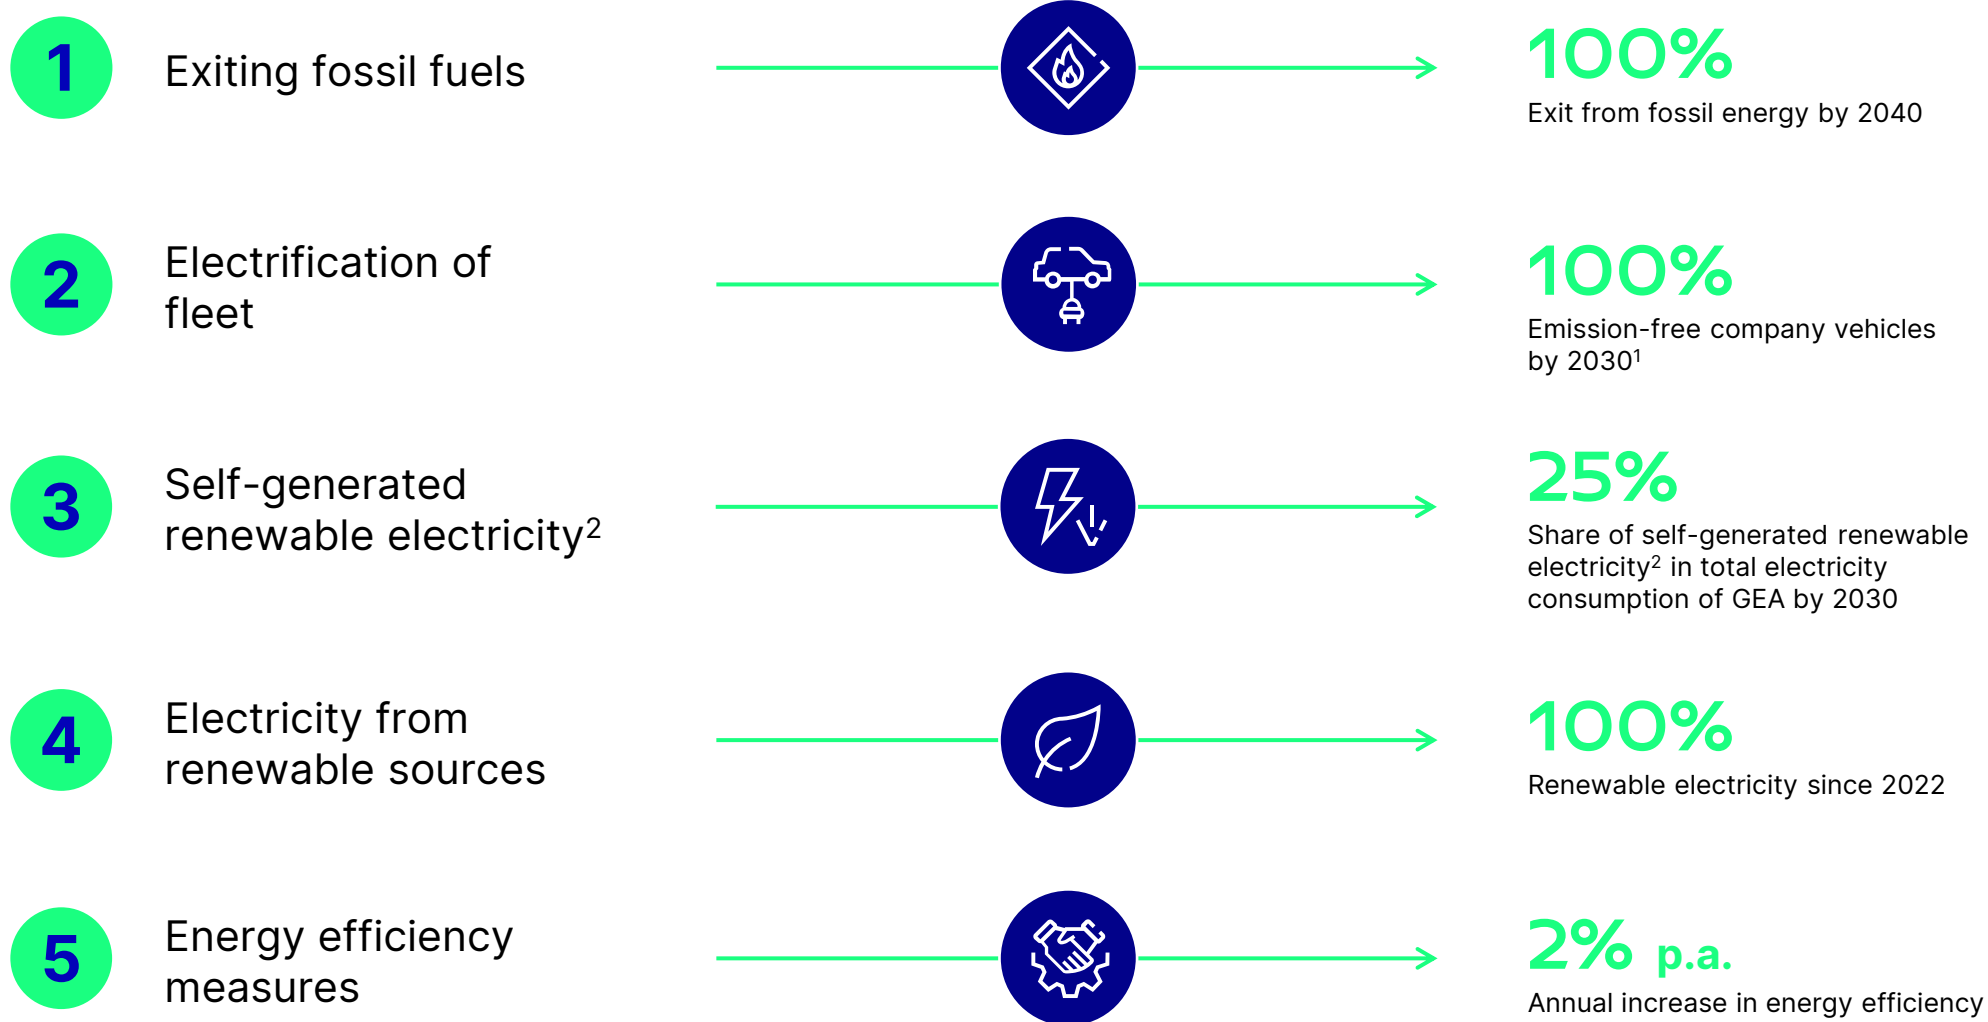 1
Exiting fossil fuels
100%
Exit from fossil energy by 2040
2
Electrification of
fleet
100%
Emission-free company vehicles
by 2030¹
3
Self-generated
renewable electricity²
25%
Share of self-generated renewable
electricity² in total electricity
consumption of GEA by 2030
4
Electricity from
renewable sources
100%
Renewable electricity since 2022
5
Energy efficiency
measures
2% p.a.
Annual increase in energy efficiency